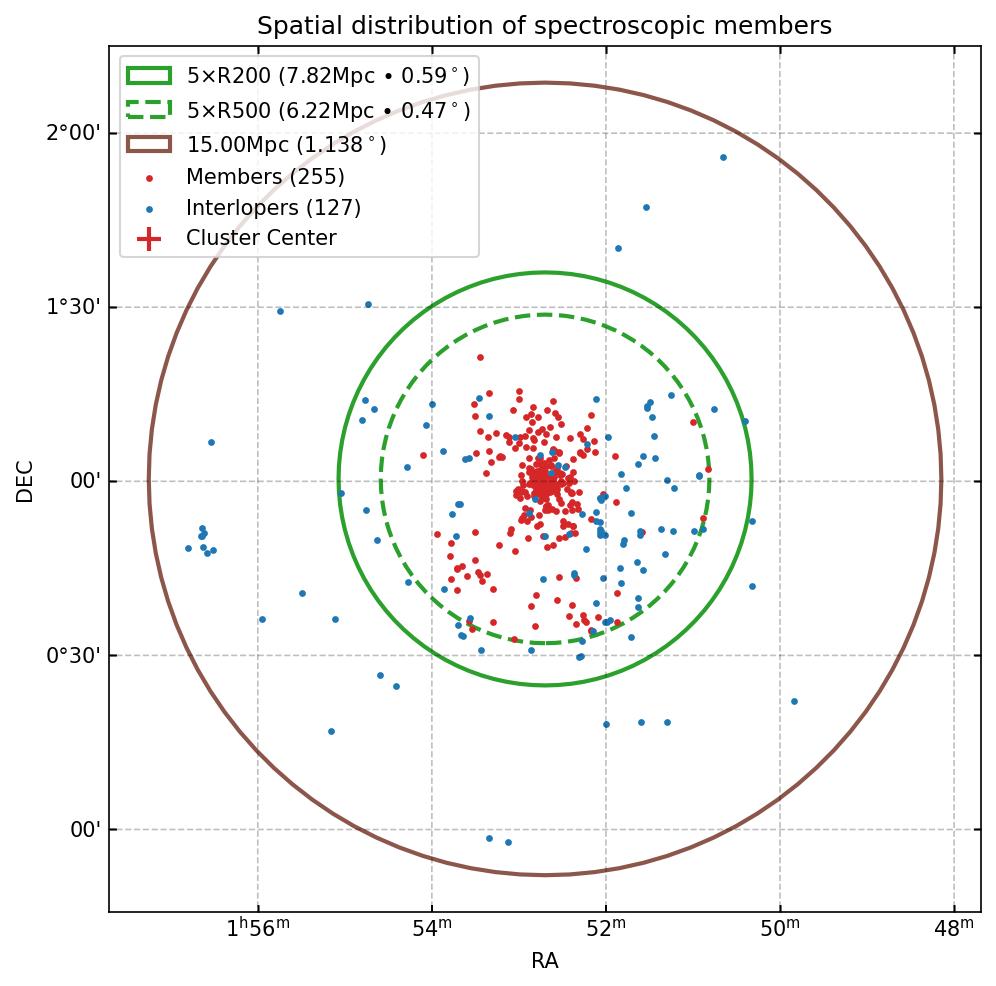 Spatial distribution of spectroscopic members
5×R200 (7.82Mpc • 0.59°)
5×R500 (6.22Mpc • 0.47°)
15.00Mpc (1.138°)
Members (255)
Interlopers (127)
Cluster Center
2°00'
1°30'
00'
0°30'
00'
DEC
1ʰ56ᵐ
54ᵐ
52ᵐ
50ᵐ
48ᵐ
RA